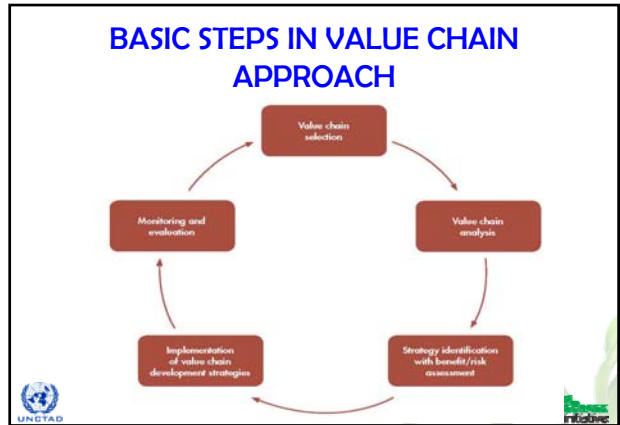 BASIC STEPS IN VALUE CHAIN
APPROACH
Value chain
selection
Value chain
analysis
Strategy identification
with benefit/risk
assessment
Implementation
of value chain
development strategies
Monitoring and
evaluation
UNCTAD
initiative